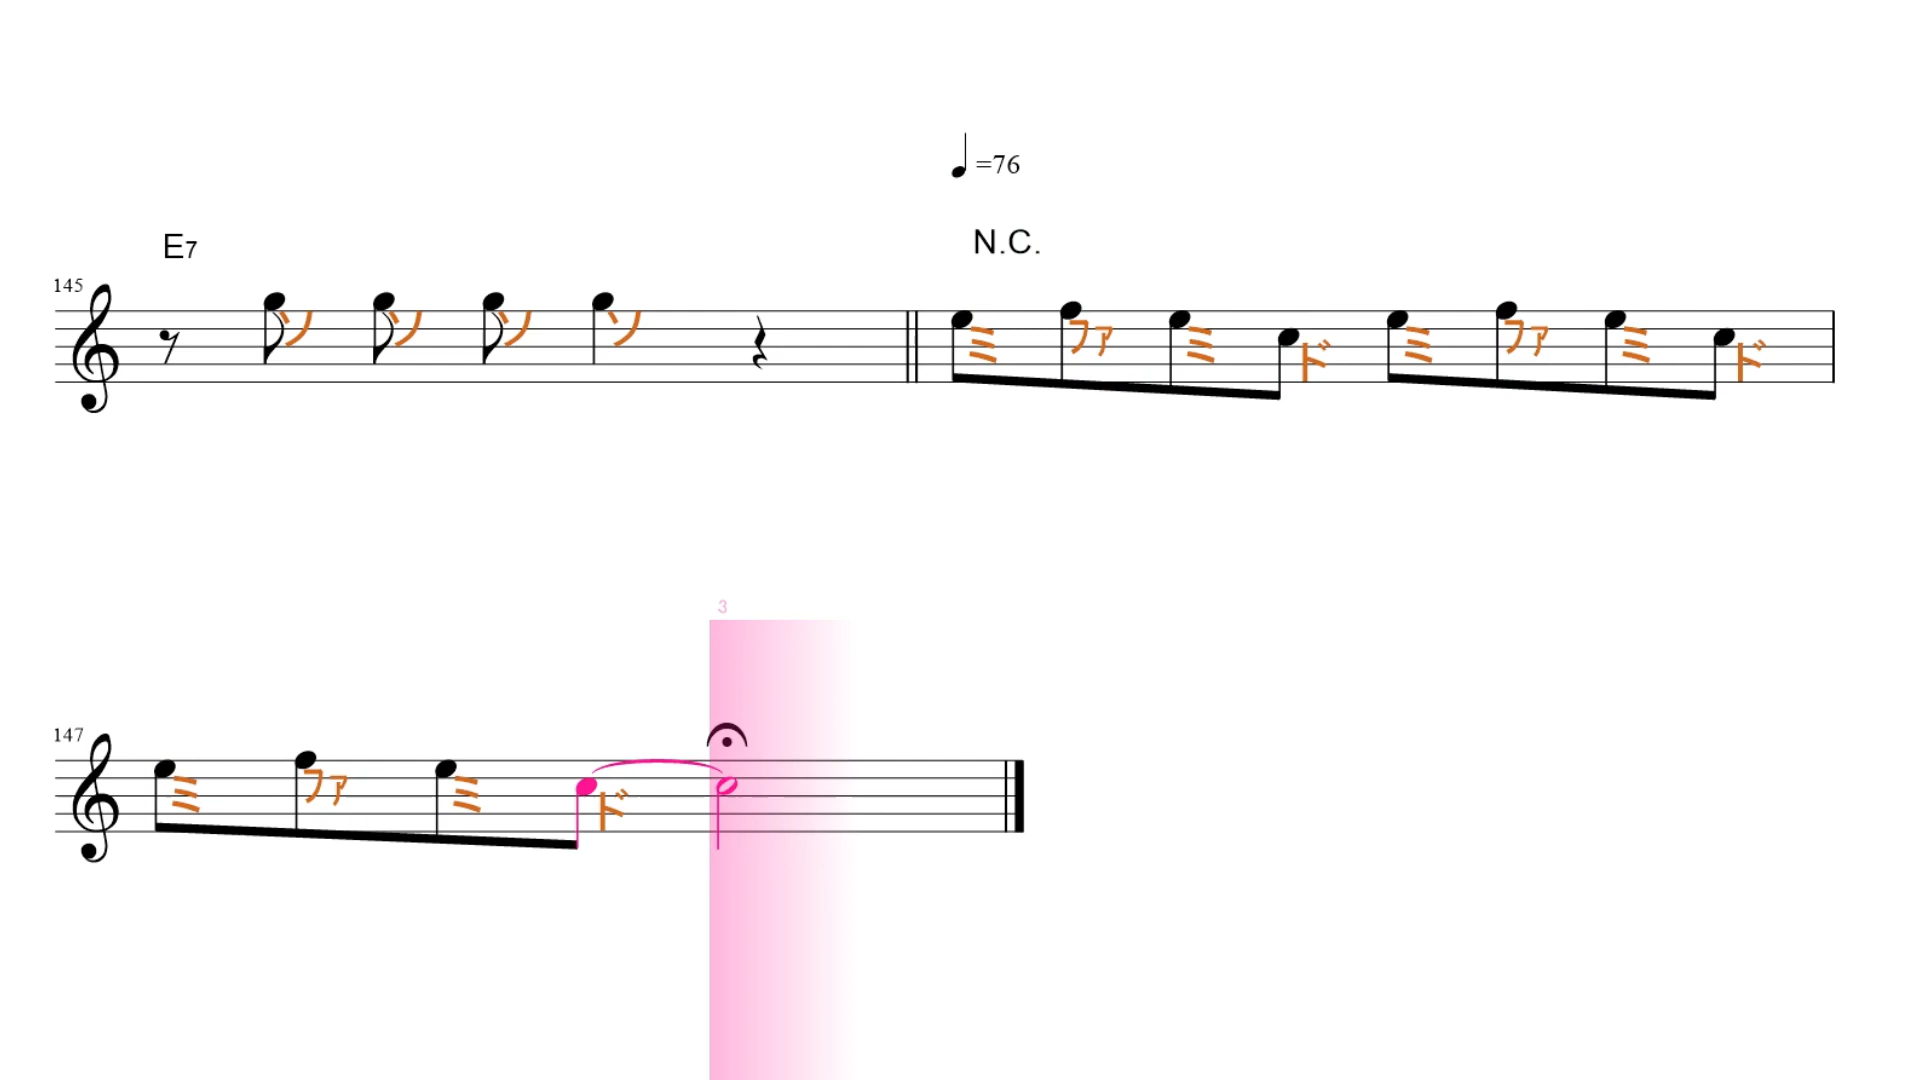 =76
E7 N.C.
145
ソ ソ ソ ソ ミ ファ ミ ド ミ ファ ミ ド
3
147
ミ ファ ミ ド